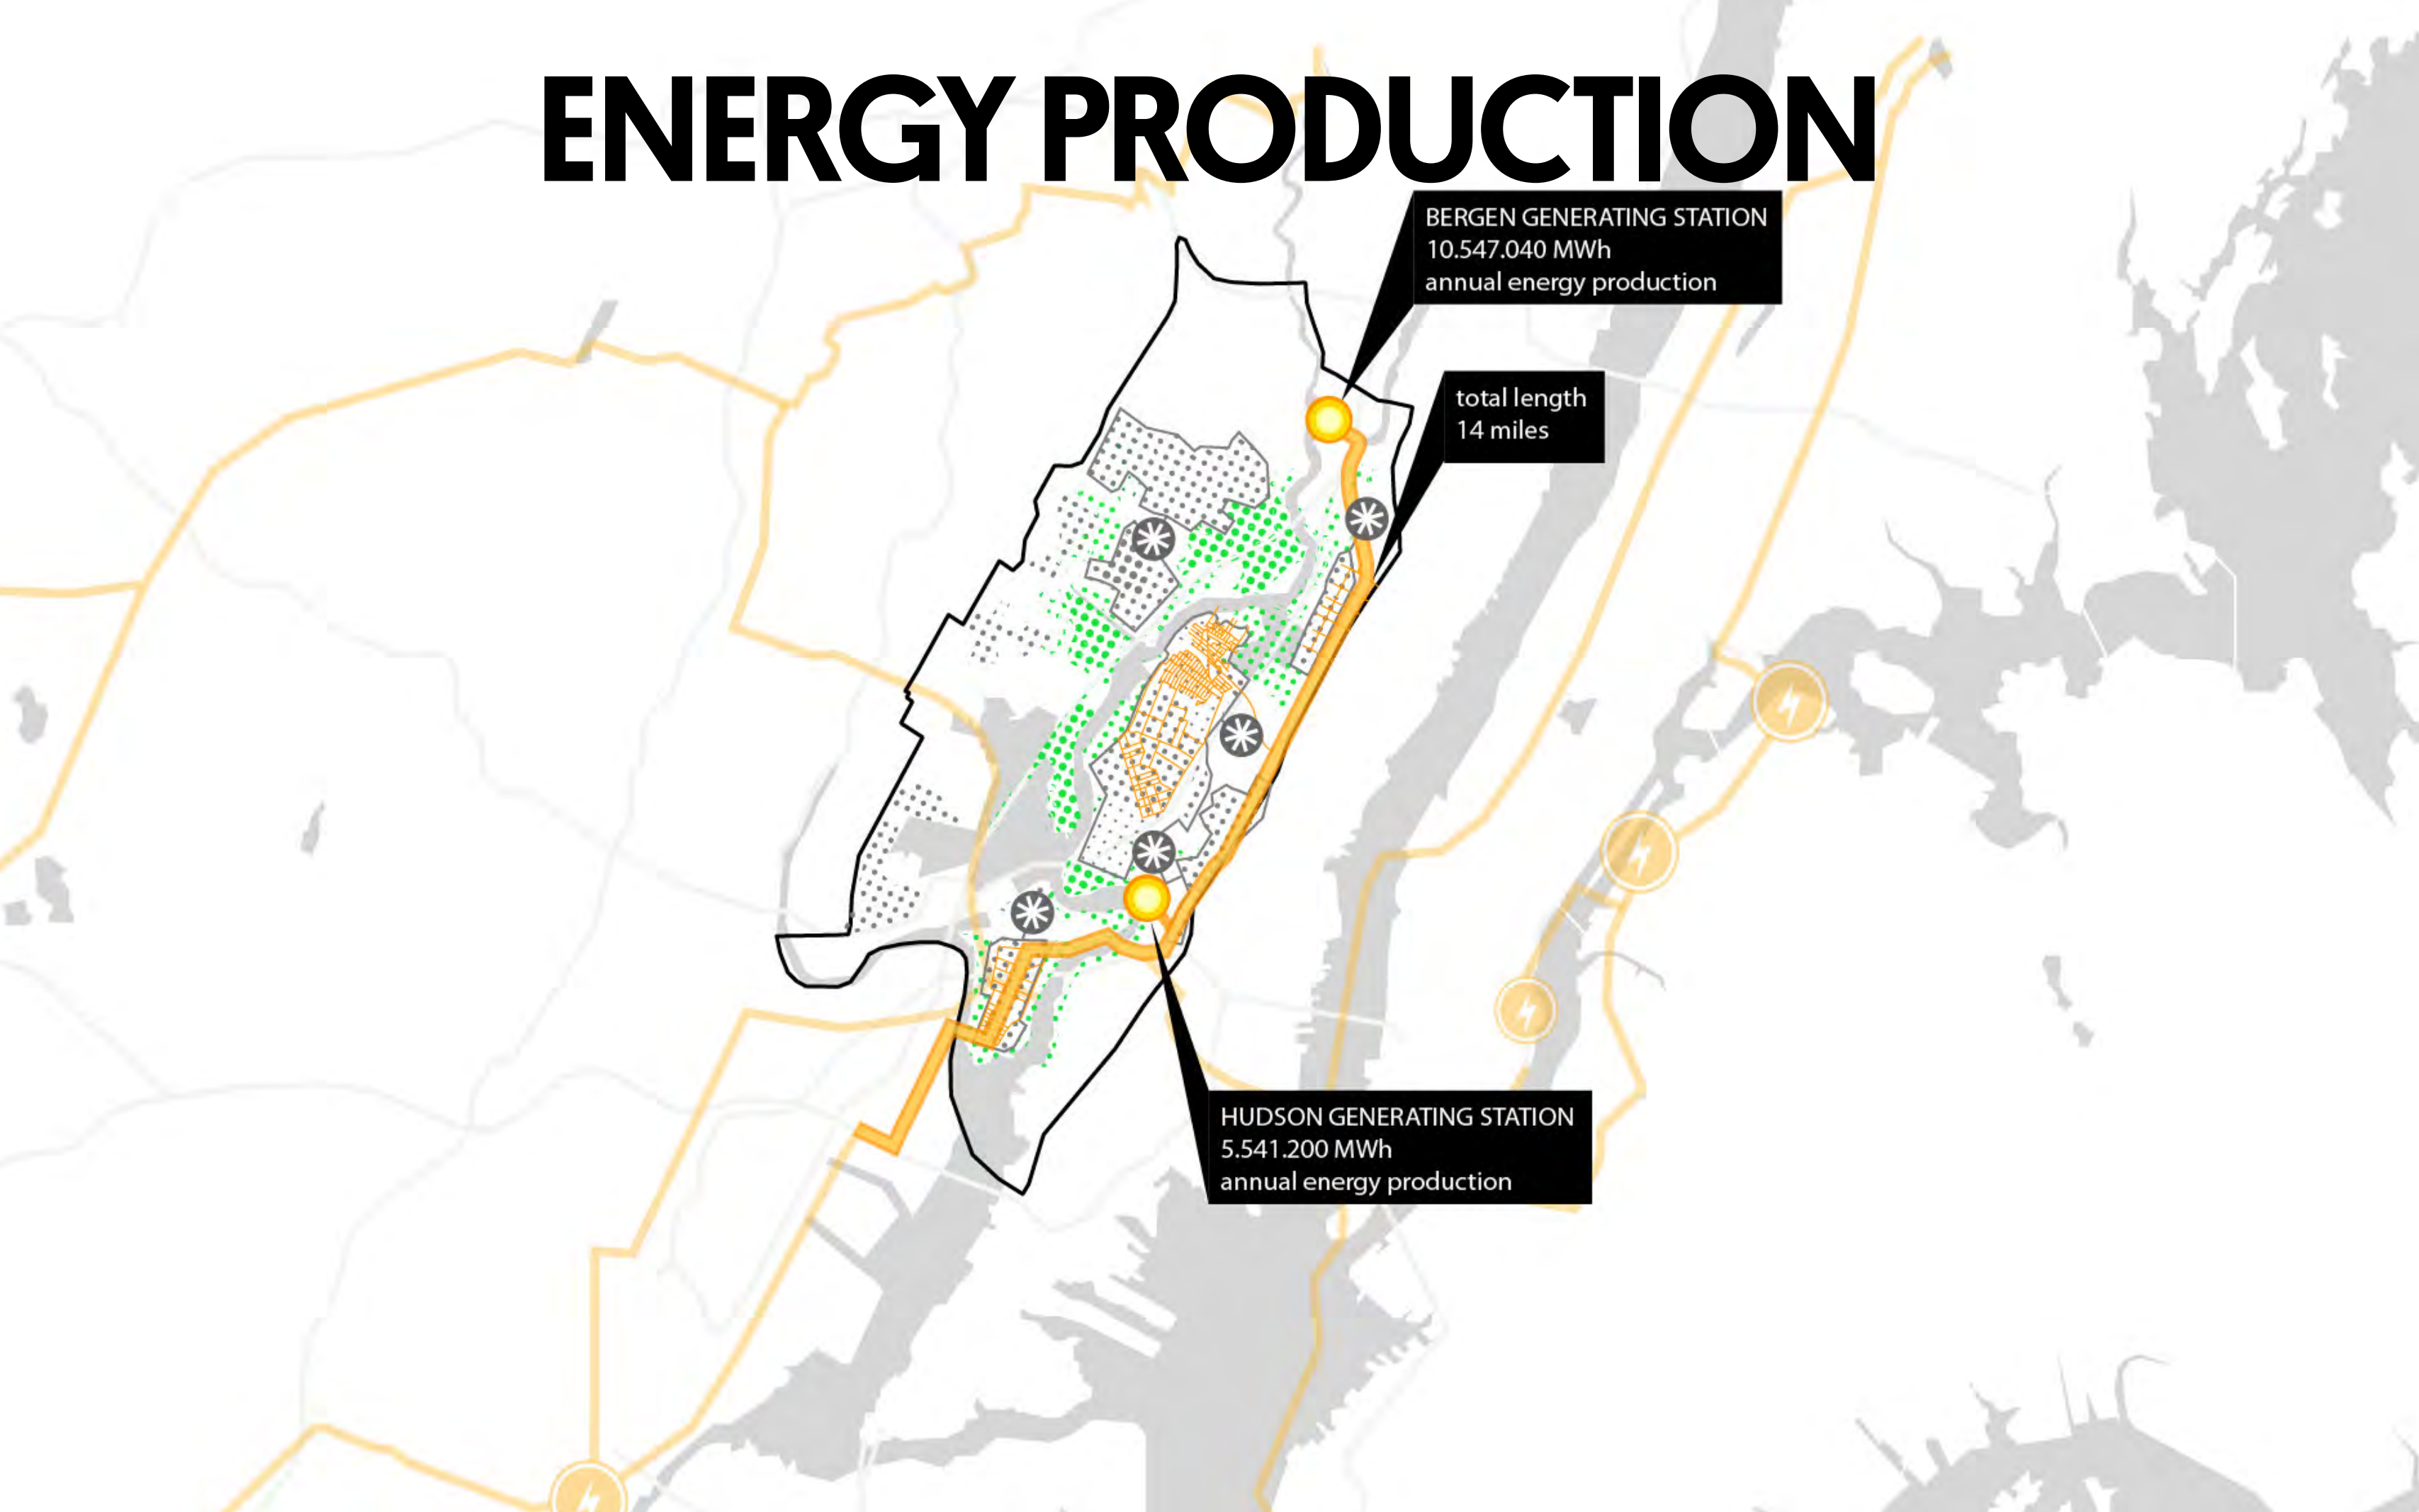 ENERGY PRODUCTION
BERGEN GENERATING STATION
10.547.040 MWh
annual energy production
total length
14 miles
HUDSON GENERATING STATION
5.541.200 MWh
annual energy production